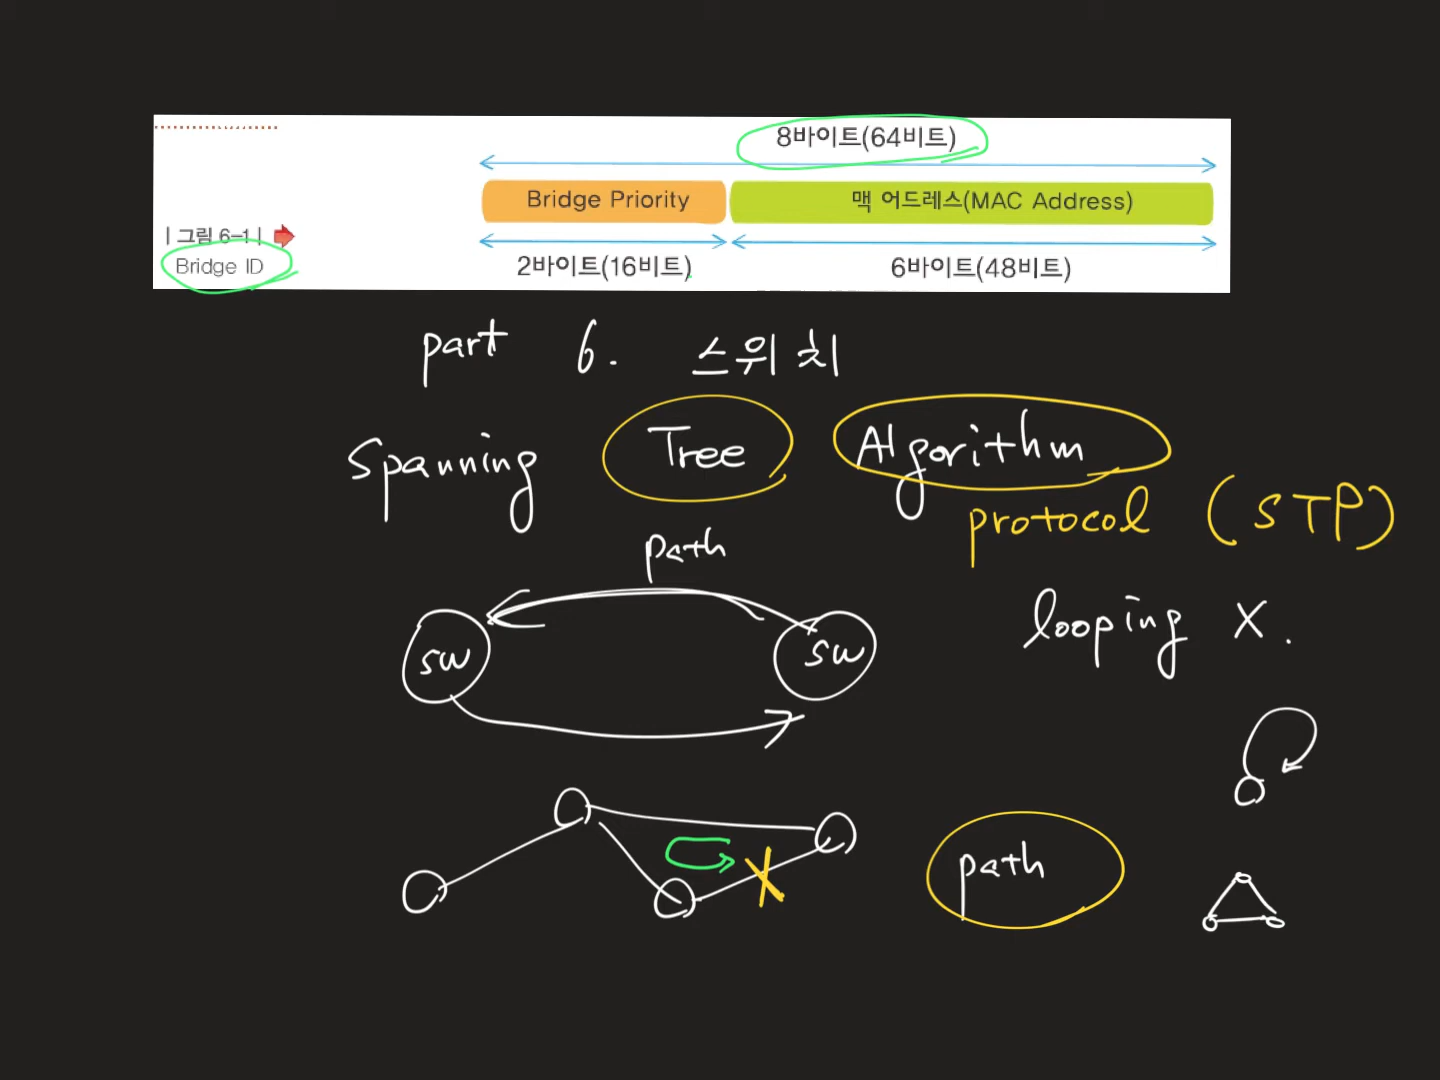 8바이트(64비트)
Bridge Priority 맥 어드레스(MAC Address)
| 그림 6-1 |
Bridge ID 2바이트(16비트) 6바이트(48비트)
part 6. 스위치
Spanning Tree Algorithm
protocol (STP)
path
looping X.
SW SW
X
path